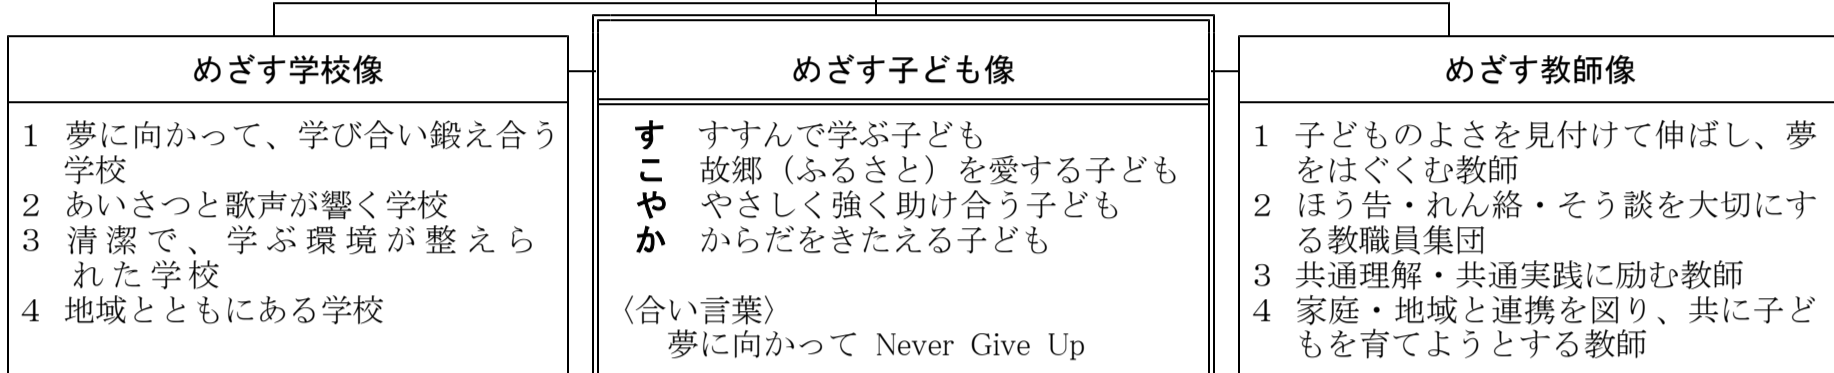 めざす学校像
1 夢に向かって、学び合い鍛え合う
学校
2 あいさつと歌声が響く学校
3 清潔で、学ぶ環境が整えら
れた学校
4 地域とともにある学校
めざす子ども像
す すすんで学ぶ子ども
こ 故郷（ふるさと）を愛する子ども
や やさしく強く助け合う子ども
か からだをきたえる子ども
〈合い言葉〉
夢に向かって Never Give Up
めざす教師像
1 子どものよさを見付けて伸ばし、夢
をはぐくむ教師
2 ほう告・れん絡・そう談を大切にす
る教職員集団
3 共通理解・共通実践に励む教師
4 家庭・地域と連携を図り、共に子ど
もを育てようとする教師